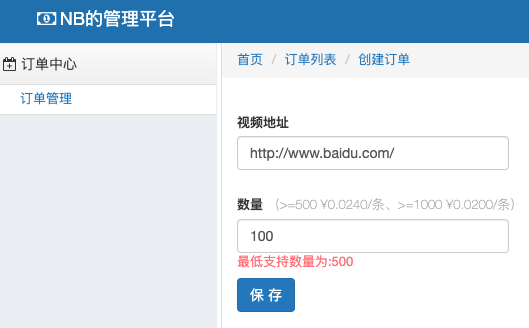 NB的管理平台
订单中心
订单管理
首页 / 订单列表 / 创建订单
视频地址
http://www.baidu.com/
数量 （>=500 ¥0.0240/条、>=1000 ¥0.0200/条）
100
最低支持数量为:500
保 存